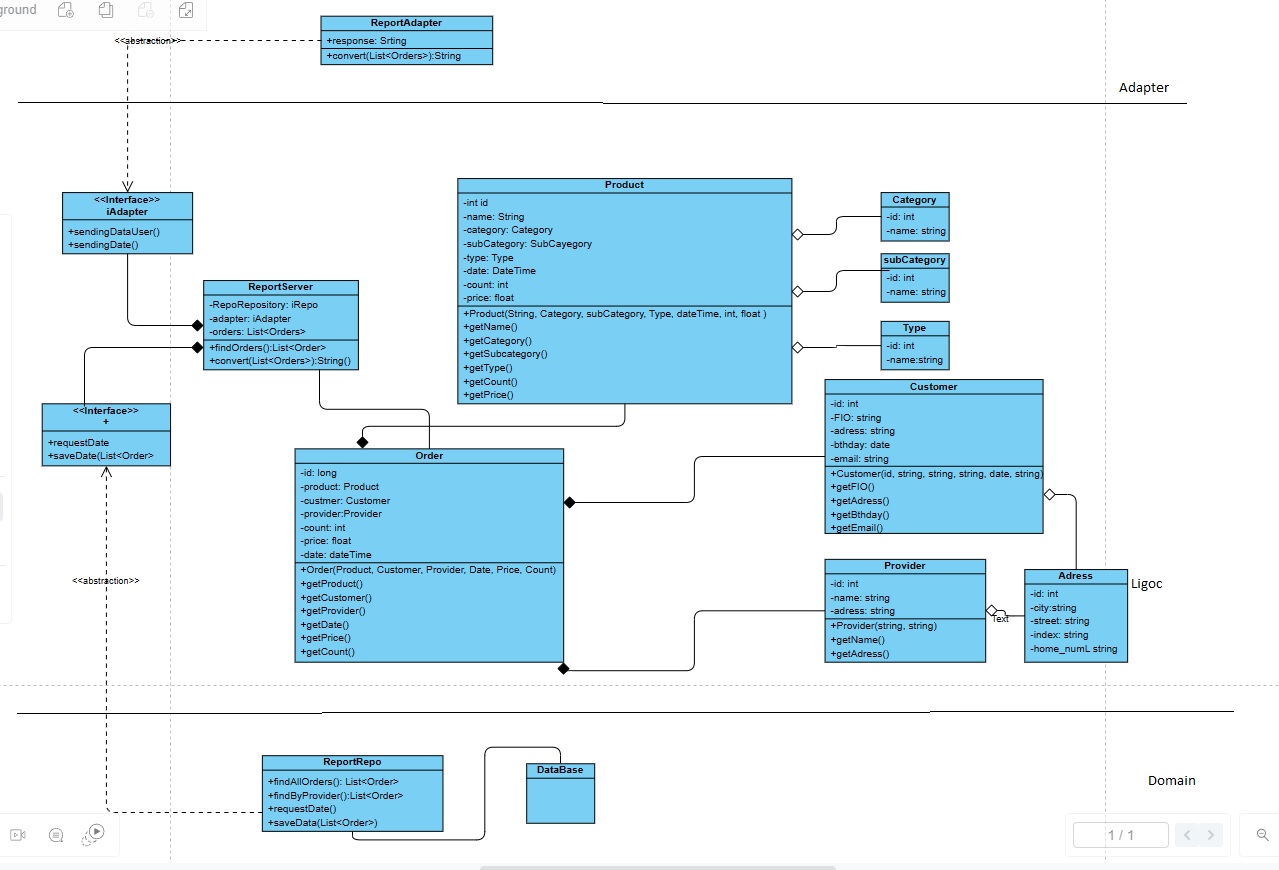 ground
ReportAdapter
+response: Srting
+convert(List<Orders>):String
<<abstraction>>
Adapter
<<Interface>>
iAdapter
+sendingDataUser()
+sendingDate()
ReportServer
-RepoRepository: iRepo
-adapter: iAdapter
-orders: List<Orders>
+findOrders():List<Order>
+convert(List<Orders>):String()
<<Interface>>
+
+requestDate
+saveDate(List<Order>
<<abstraction>>
Product
-int id
-name: String
-category: Category
-subCategory: SubCayegory
-type: Type
-date: DateTime
-count: int
-price: float
+Product(String, Category, subCategory, Type, dateTime, int, float )
+getName()
+getCategory()
+getSubcategory()
+getType()
+getCount()
+getPrice()
Category
-id: int
-name: string
subCategory
-id: int
-name: string
Type
-id: int
-name:string
Customer
-id: int
-FIO: string
-adress: string
-bthday: date
-email: string
+Customer(id, string, string, string, date, string)
+getFIO()
+getAdress()
+getBthday()
+getEmail()
Order
-id: long
-product: Product
-custmer: Customer
-provider:Provider
-count: int
-price: float
-date: dateTime
+Order(Product, Customer, Provider, Date, Price, Count)
+getProduct()
+getCustomer()
+getProvider()
+getDate()
+getPrice()
+getCount()
Provider
-id: int
-name: string
-adress: string
+Provider(string, string)
+getName()
+getAdress()
Text
Adress
-id: int
-city:string
-street: string
-index: string
-home_numL string
Ligoc
ReportRepo
+findAllOrders(): List<Order>
+findByProvider():List<Order>
+requestDate()
+saveData(List<Order>)
DataBase
Domain
1 / 1